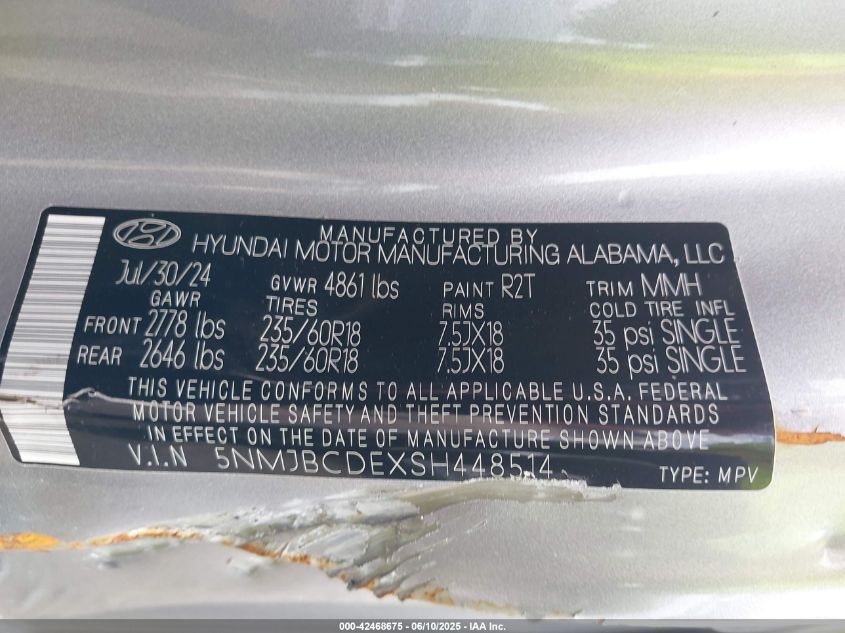 MANUFACTURED BY
HYUNDAI MOTOR MANUFACTURING ALABAMA, LLC
Jul/30/24 GVWR 4861 lbs PAINT R2T TRIM MMH
GAWR TIRES RIMS COLD TIRE INFL
FRONT 2778 lbs 235/60R18 7.5JX18 35 psi SINGLE
REAR 2646 lbs 235/60R18 7.5JX18 35 psi SINGLE
THIS VEHICLE CONFORMS TO ALL APPLICABLE U.S.A. FEDERAL
MOTOR VEHICLE SAFETY AND THEFT PREVENTION STANDARDS
IN EFFECT ON THE DATE OF MANUFACTURE SHOWN ABOVE
V.I.N 5NMJBCDEXSH448514 TYPE: MPV
000-42468675 - 06/10/2025 - IAA Inc.